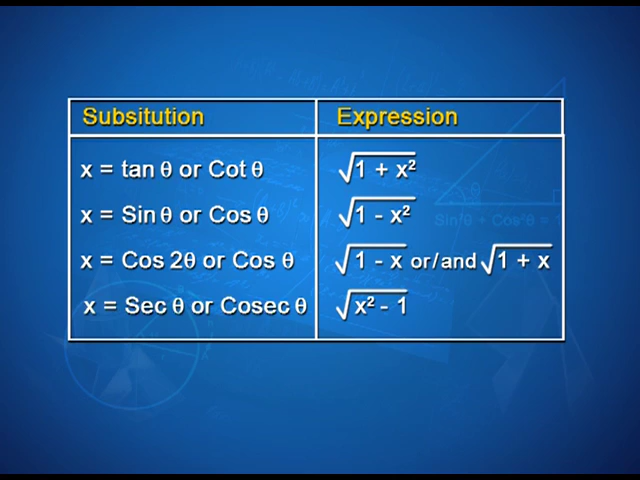 Subsitution Expression
x = tan θ or Cot θ √1 + x²
x = Sin θ or Cos θ √1 - x²
x = Cos 2θ or Cos θ √1 - x or/and √1 + x
x = Sec θ or Cosec θ √x² - 1